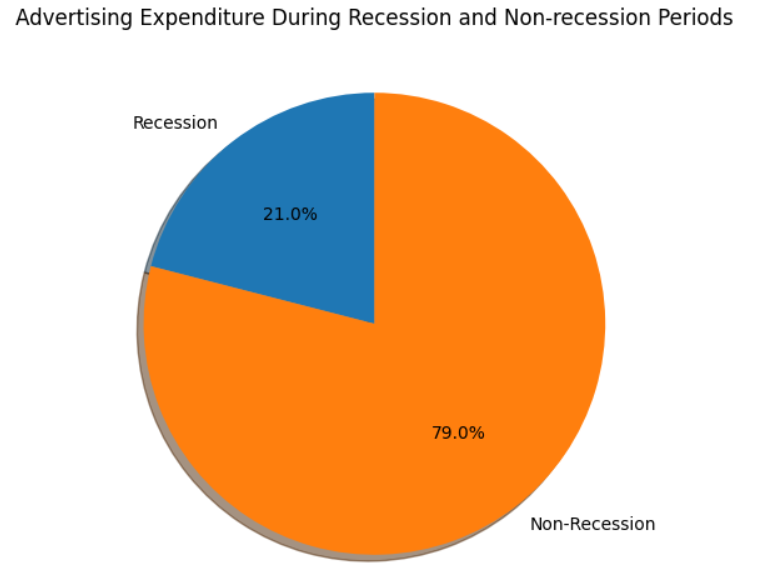 Advertising Expenditure During Recession and Non-recession Periods
Recession
21.0%
79.0%
Non-Recession